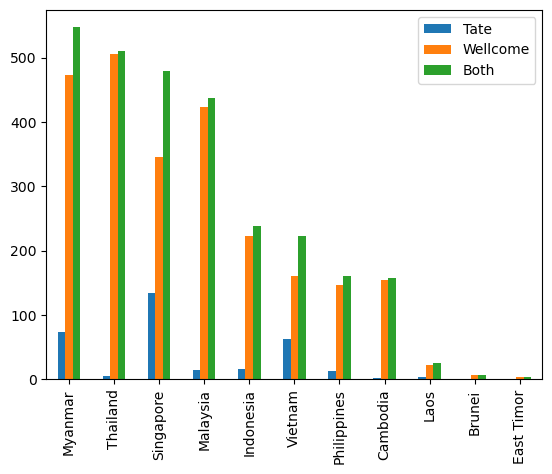 Tate
Wellcome
Both
500
400
300
200
100
0
Myanmar
Thailand
Singapore
Malaysia
Indonesia
Vietnam
Philippines
Cambodia
Laos
Brunei
East Timor